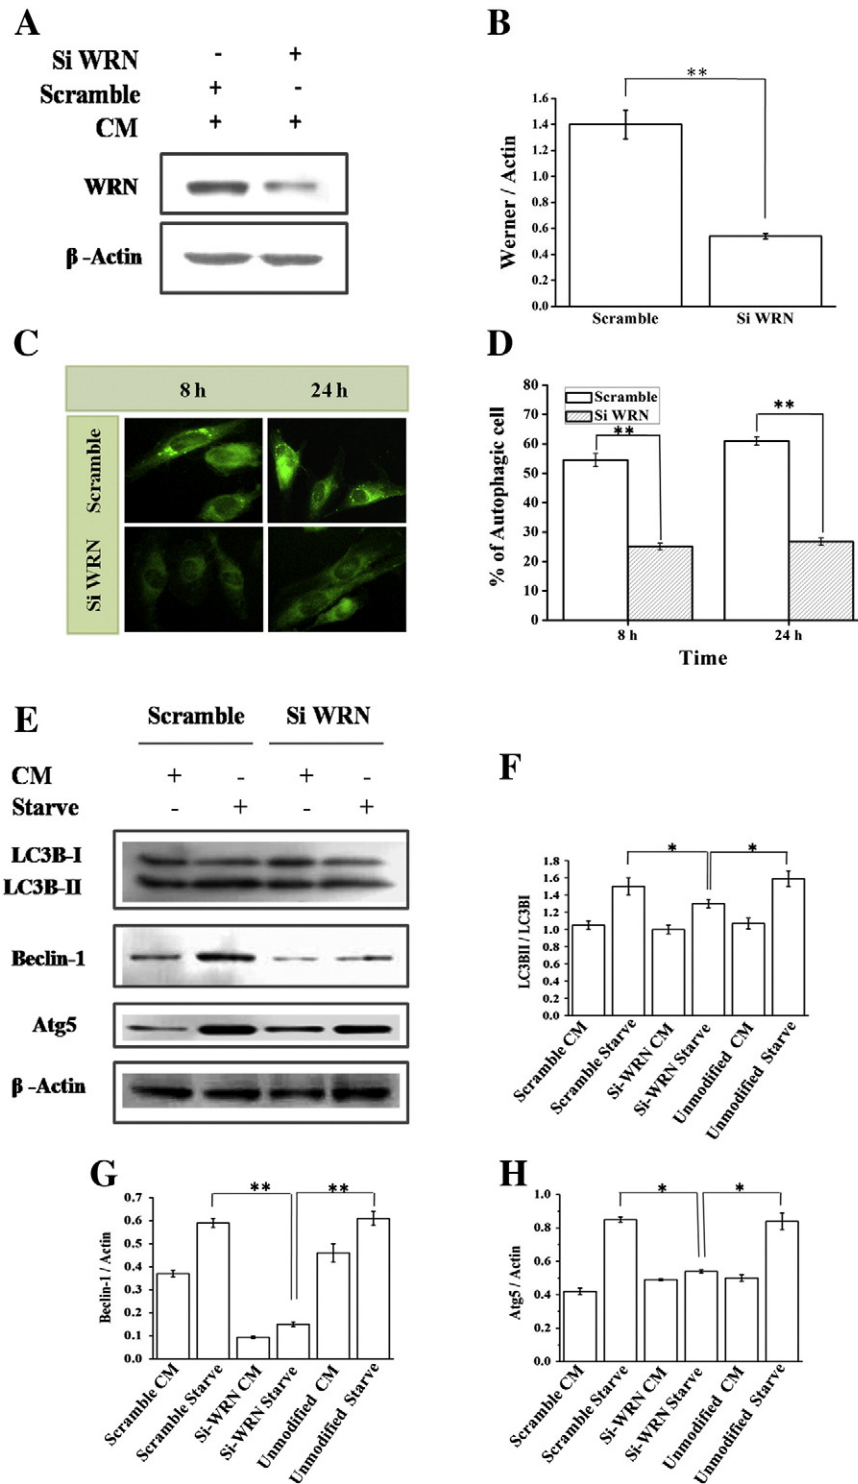 A
Si WRN - +
Scramble + -
CM + +
WRN
β -Actin
B
**
Werner / Actin
1.6
1.4
1.2
1.0
0.8
0.6
0.4
0.2
0.0
Scramble Si WRN
C
8 h 24 h
Scramble
Si WRN
D
% of Autophagic cell
80
70
60
50
40
30
20
10
0
Scramble
Si WRN
**
**
8 h 24 h
Time
E
Scramble Si WRN
CM + - + -
Starve - + - +
LC3B-I
LC3B-II
Beclin-1
Atg5
β -Actin
F
* *
LC3BII / LC3BI
1.8
1.6
1.4
1.2
1.0
0.8
0.6
0.4
0.2
0.0
Scramble CM
Scramble Starve
Si-WRN CM
Si-WRN Starve
Unmodified CM
Unmodified Starve
G
** **
Beclin-1 / Actin
0.7
0.6
0.5
0.4
0.3
0.2
0.1
0.0
Scramble CM
Scramble Starve
Si-WRN CM
Si-WRN Starve
Unmodified CM
Unmodified Starve
H
* *
Atg5 / Actin
1.0
0.8
0.6
0.4
0.2
0.0
Scramble CM
Scramble Starve
Si-WRN CM
Si-WRN Starve
Unmodified CM
Unmodified Starve